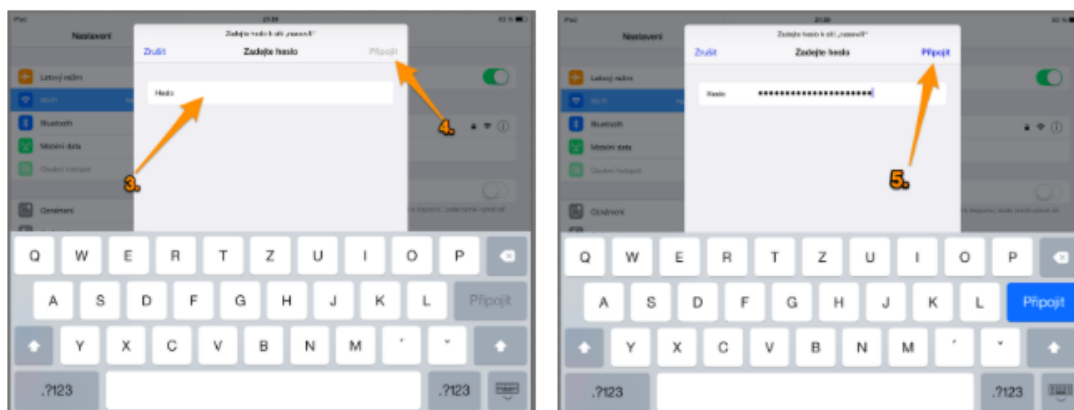 iPad
21:39
Nastavení
Zadejte heslo k síti
Zrušit
Zadejte heslo
Připojit
Letový režim
Heslo
Wi-Fi
Bluetooth
Mobilní data
Osobní hotspot
Oznámení
3.
4.
Q W E R T Z U I O P
A S D F G H J K L Připojit
Y X C V B N M ´ ˇ
.?123 .?123
iPad
Nastavení
Zadejte heslo k síti
Zrušit
Zadejte heslo
Připojit
Letový režim
Heslo •••••••••••••••••••••
Wi-Fi
Bluetooth
Mobilní data
Osobní hotspot
Oznámení
5.
Q W E R T Z U I O P
A S D F G H J K L Připojit
Y X C V B N M ´ ˇ
.?123 .?123